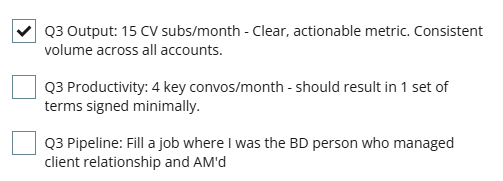 Q3 Output: 15 CV subs/month - Clear, actionable metric. Consistent
volume across all accounts.
Q3 Productivity: 4 key convos/month - should result in 1 set of
terms signed minimally.
Q3 Pipeline: Fill a job where I was the BD person who managed
client relationship and AM'd